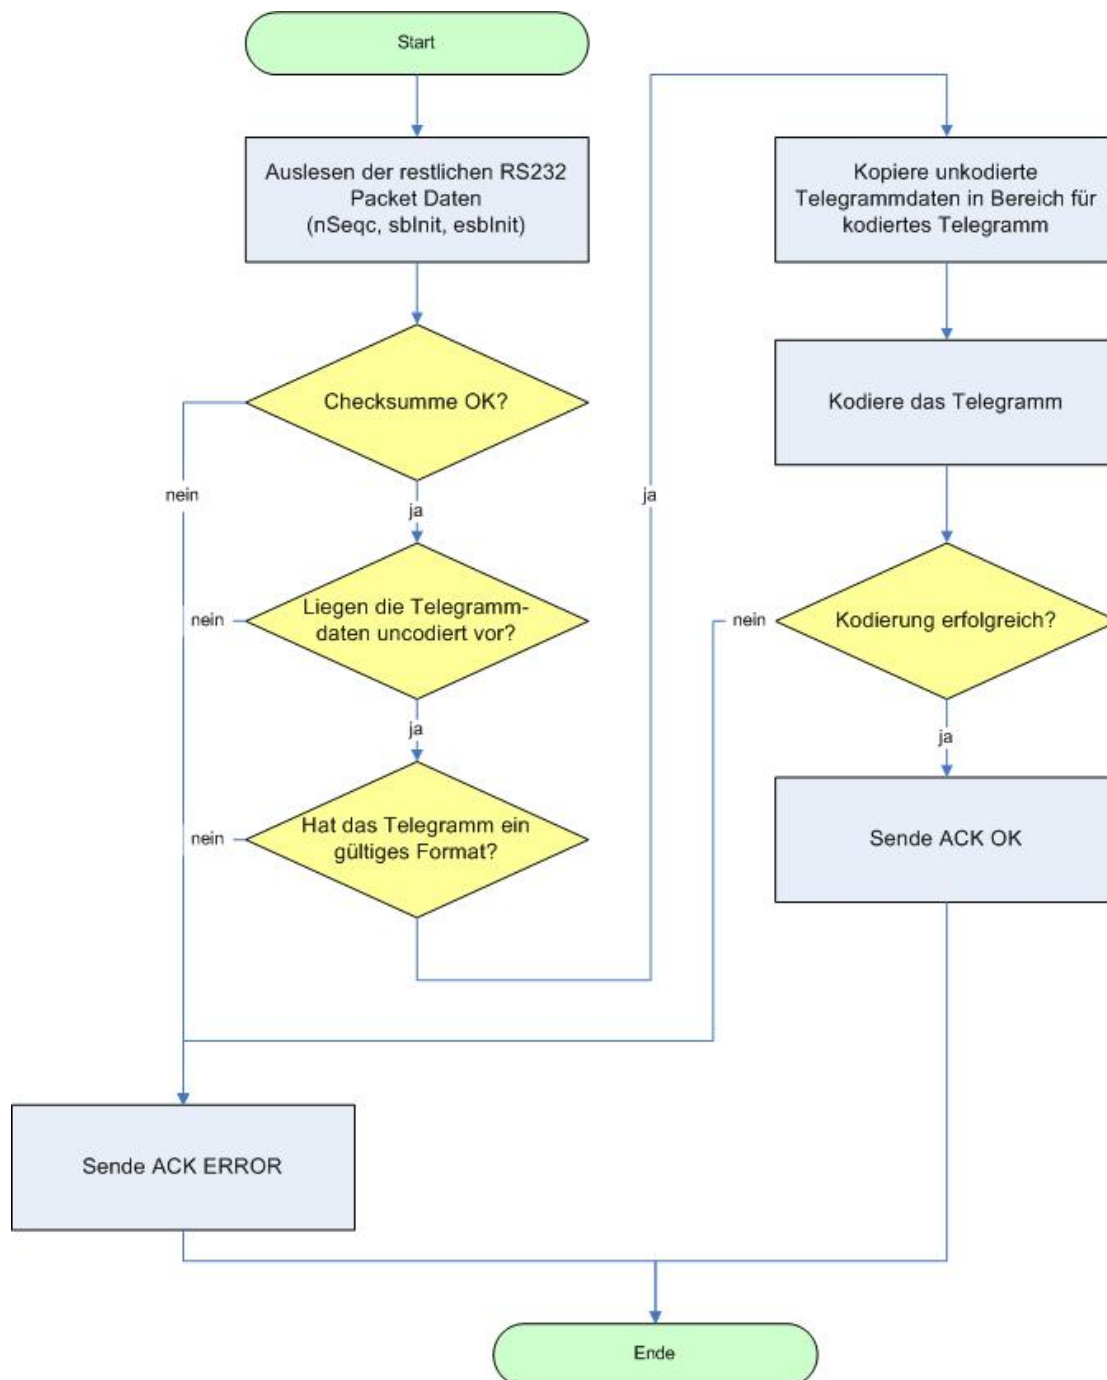 Start
Auslesen der restlichen RS232
Packet Daten
(nSeqc, sbInit, esbInit)
Checksumme OK?
nein
ja
Liegen die Telegramm-
daten uncodiert vor?
nein
ja
Hat das Telegramm ein
gültiges Format?
nein
ja
Kopiere unkodierte
Telegrammdaten in Bereich für
kodiertes Telegramm
Kodiere das Telegramm
Kodierung erfolgreich?
nein
ja
Sende ACK OK
Sende ACK ERROR
Ende